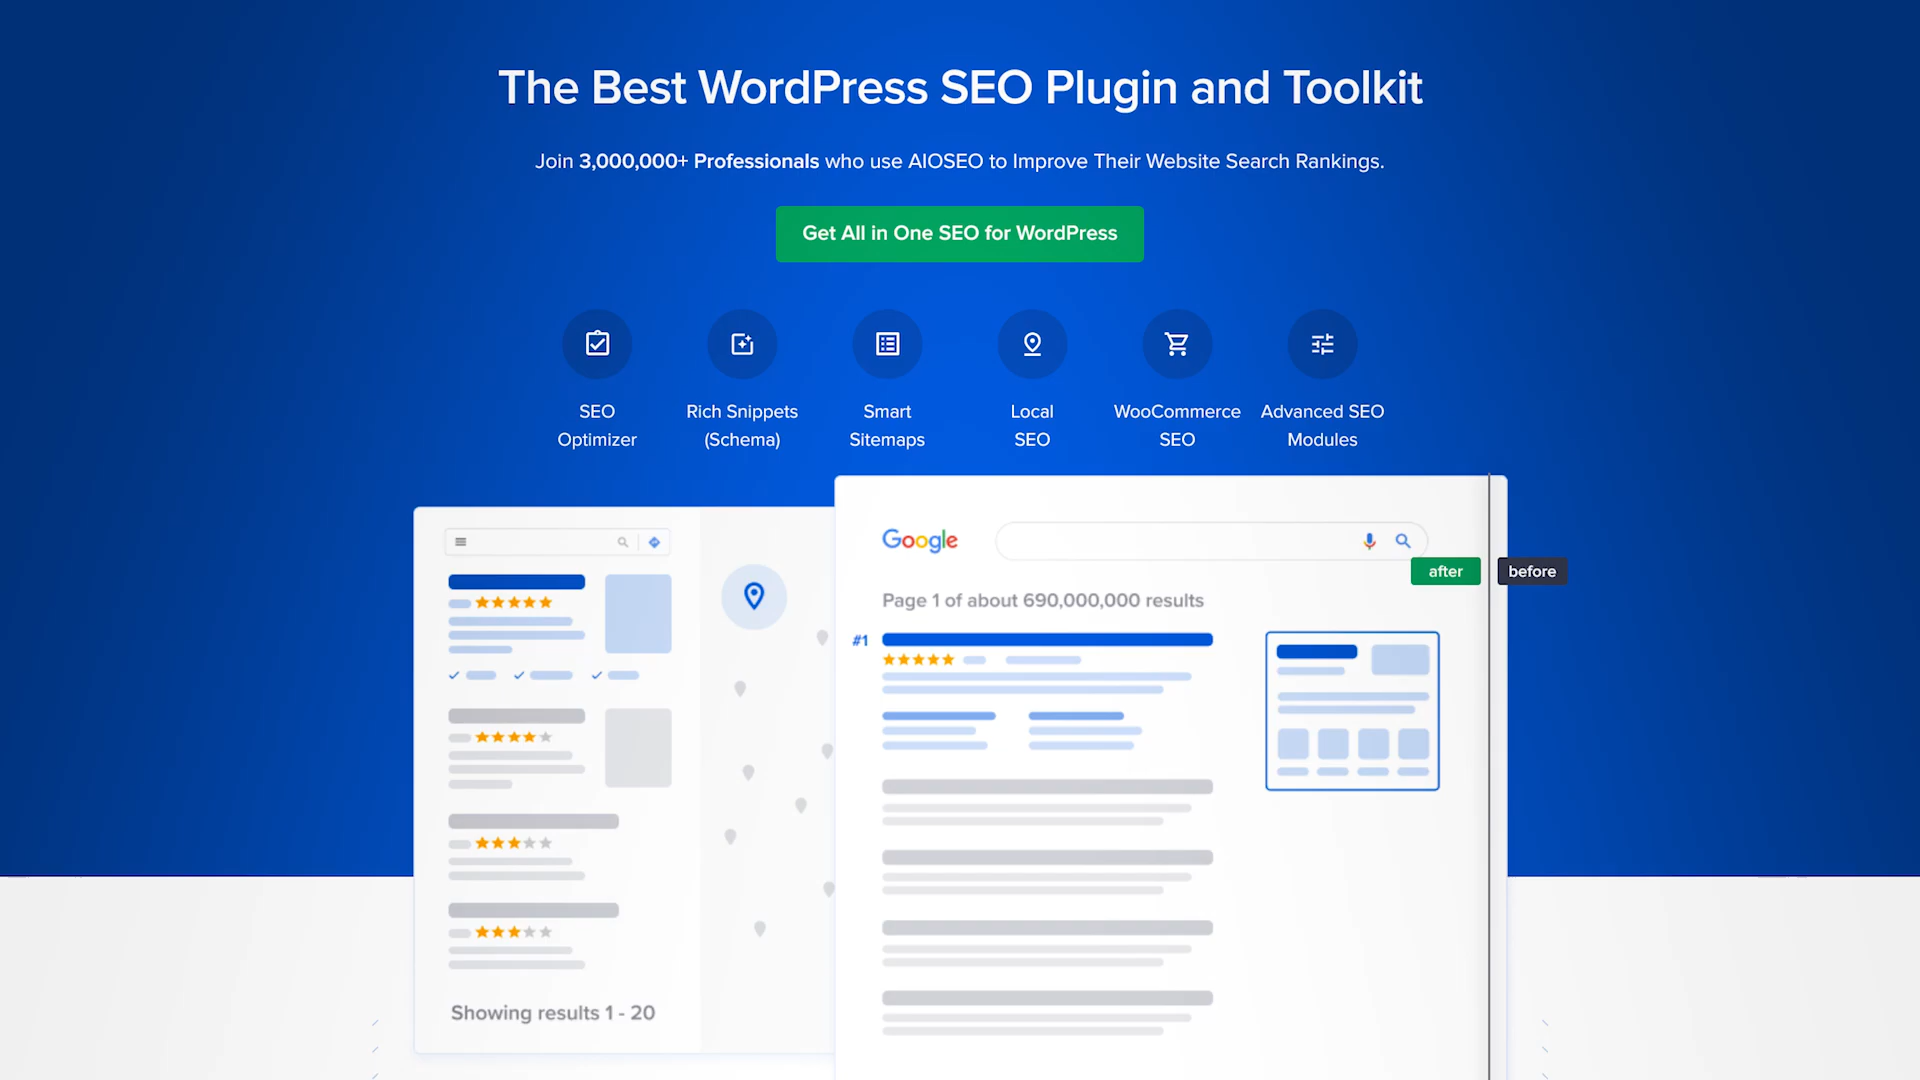 The Best WordPress SEO Plugin and Toolkit
Join 3,000,000+ Professionals who use AIOSEO to Improve Their Website Search Rankings.
Get All in One SEO for WordPress
SEO
Optimizer
Rich Snippets
(Schema)
Smart
Sitemaps
Local
SEO
WooCommerce
SEO
Advanced SEO
Modules
Google
after
before
Page 1 of about 690,000,000 results
#1
Showing results 1 - 20